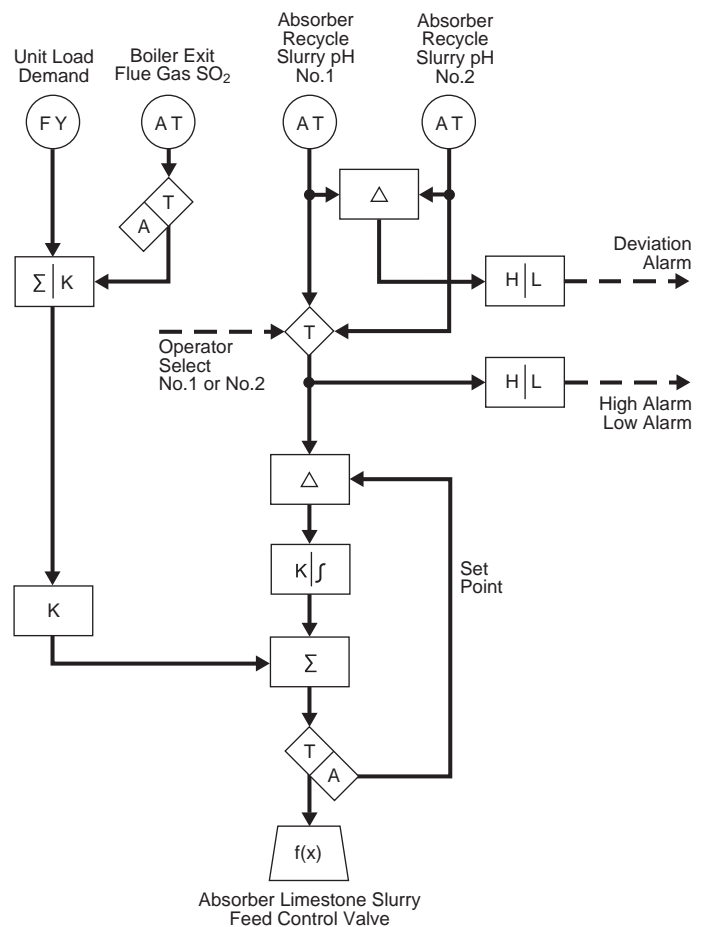 Unit Load
Demand
Boiler Exit
Flue Gas SO₂
Absorber
Recycle
Slurry pH
No.1
Absorber
Recycle
Slurry pH
No.2
FY
AT
AT
AT
T
A
△
Σ K
H L
Deviation
Alarm
T
Operator
Select
No.1 or No.2
H L
High Alarm
Low Alarm
△
K ∫
Set
Point
K
Σ
T
A
f(x)
Absorber Limestone Slurry
Feed Control Valve